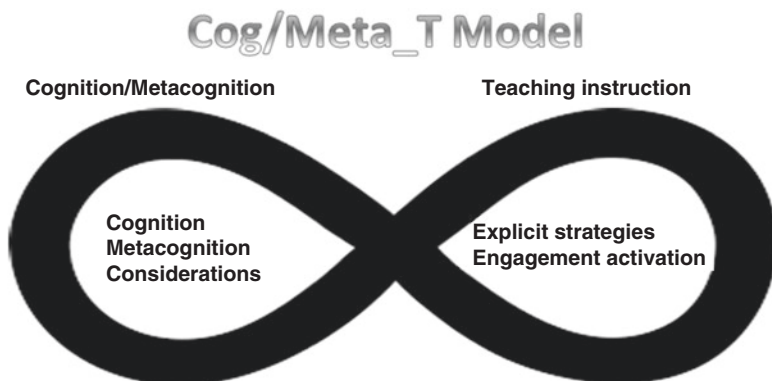 Cog/Meta_T Model
Cognition/Metacognition
Teaching instruction
Cognition
Metacognition
Considerations
Explicit strategies
Engagement activation